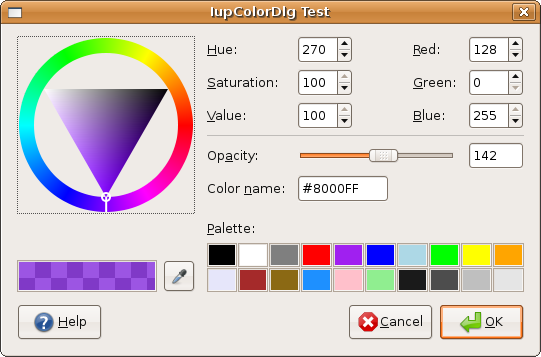 IupColorDlg Test
Hue: 270 Red: 128
Saturation: 100 Green: 0
Value: 100 Blue: 255
Opacity: 142
Color name: #8000FF
Palette:
Help Cancel OK